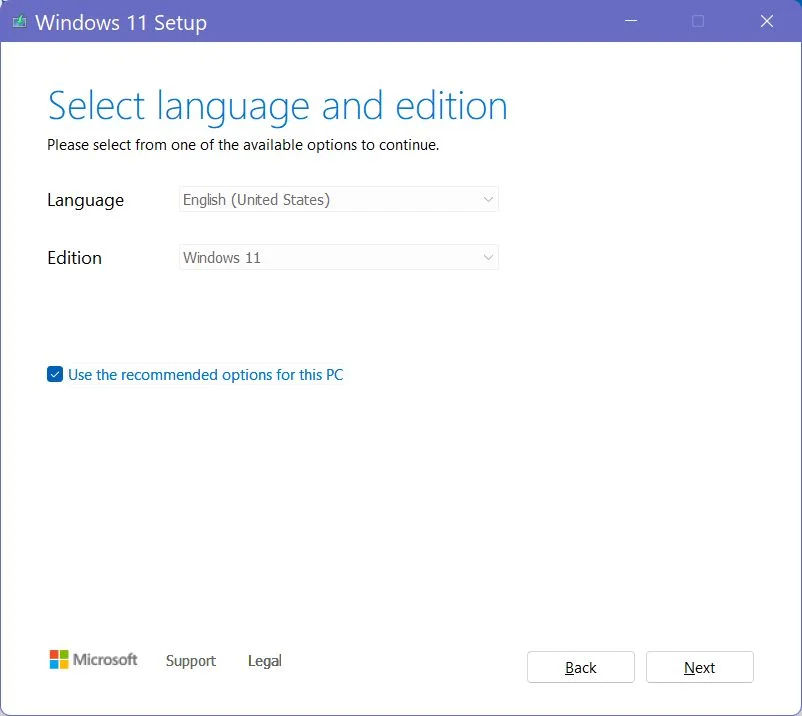 Windows 11 Setup
Select language and edition
Please select from one of the available options to continue.
Language English (United States)
Edition Windows 11
Use the recommended options for this PC
Microsoft Support Legal Back Next